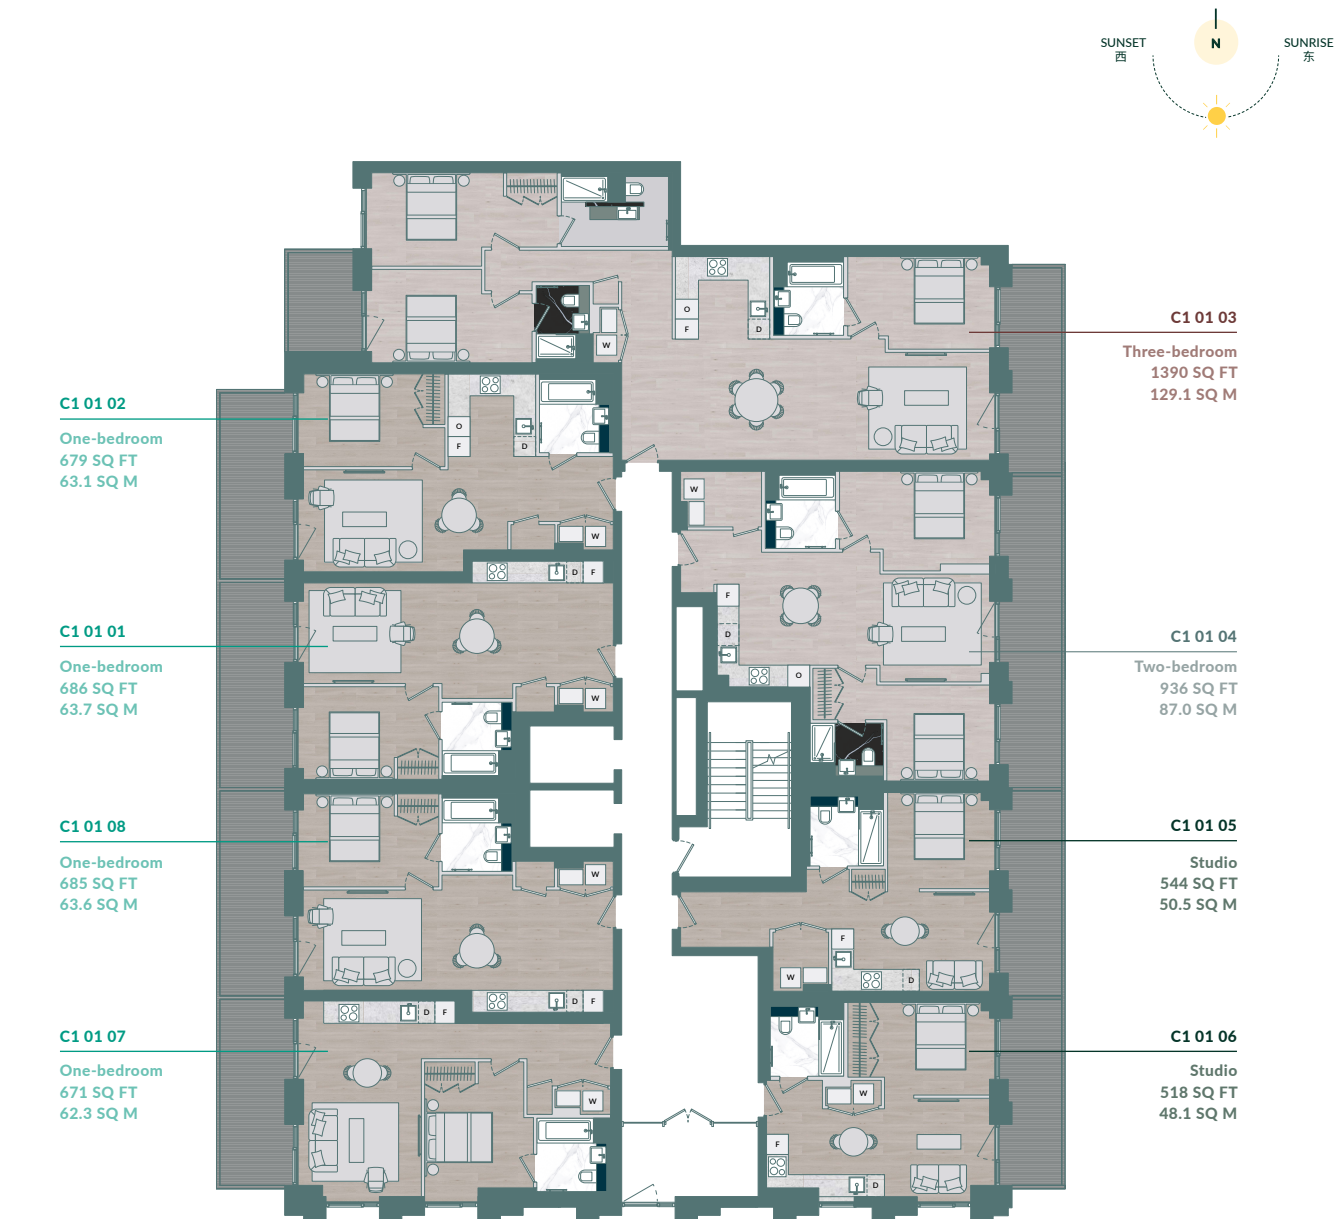 N
SUNSET
西
SUNRISE
东
C1 01 03
Three-bedroom
1390 SQ FT
129.1 SQ M
C1 01 02
One-bedroom
679 SQ FT
63.1 SQ M
C1 01 01
One-bedroom
686 SQ FT
63.7 SQ M
C1 01 04
Two-bedroom
936 SQ FT
87.0 SQ M
C1 01 08
One-bedroom
685 SQ FT
63.6 SQ M
C1 01 05
Studio
544 SQ FT
50.5 SQ M
C1 01 07
One-bedroom
671 SQ FT
62.3 SQ M
C1 01 06
Studio
518 SQ FT
48.1 SQ M
O
F
D
W
O
F
D
W
W
D
F
F
D
O
W
W
D
F
F
W
D
D
F
W
W
F
D